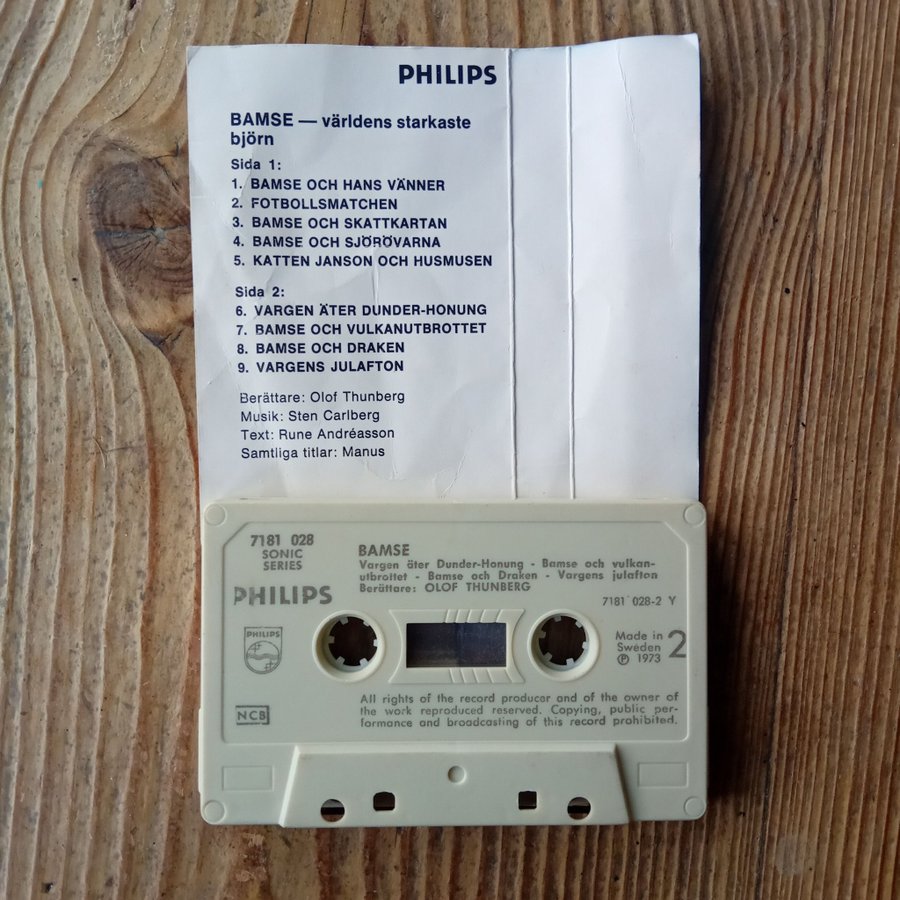 PHILIPS
BAMSE — världens starkaste
björn
Sida 1:
1. BAMSE OCH HANS VÄNNER
2. FOTBOLLSMATCHEN
3. BAMSE OCH SKATTKARTAN
4. BAMSE OCH SJÖRÖVARNA
5. KATTEN JANSON OCH HUSMUSEN
Sida 2:
6. VARGEN ÄTER DUNDER-HONUNG
7. BAMSE OCH VULKANUTBROTTET
8. BAMSE OCH DRAKEN
9. VARGENS JULAFTON
Berättare: Olof Thunberg
Musik: Sten Carlberg
Text: Rune Andréasson
Samtliga titlar: Manus
7181 028
SONIC
SERIES
PHILIPS
PHILIPS
NCB
BAMSE
Vargen äter Dunder-Honung - Bamse och vulkan-
utbrottet - Bamse och Draken - Vargens julafton
Berättare: OLOF THUNBERG
7181 028-2 Y
Made in
Sweden
℗ 1973
2
All rights of the record producer and of the owner of
the work reproduced reserved. Copying, public per-
formance and broadcasting of this record prohibited.